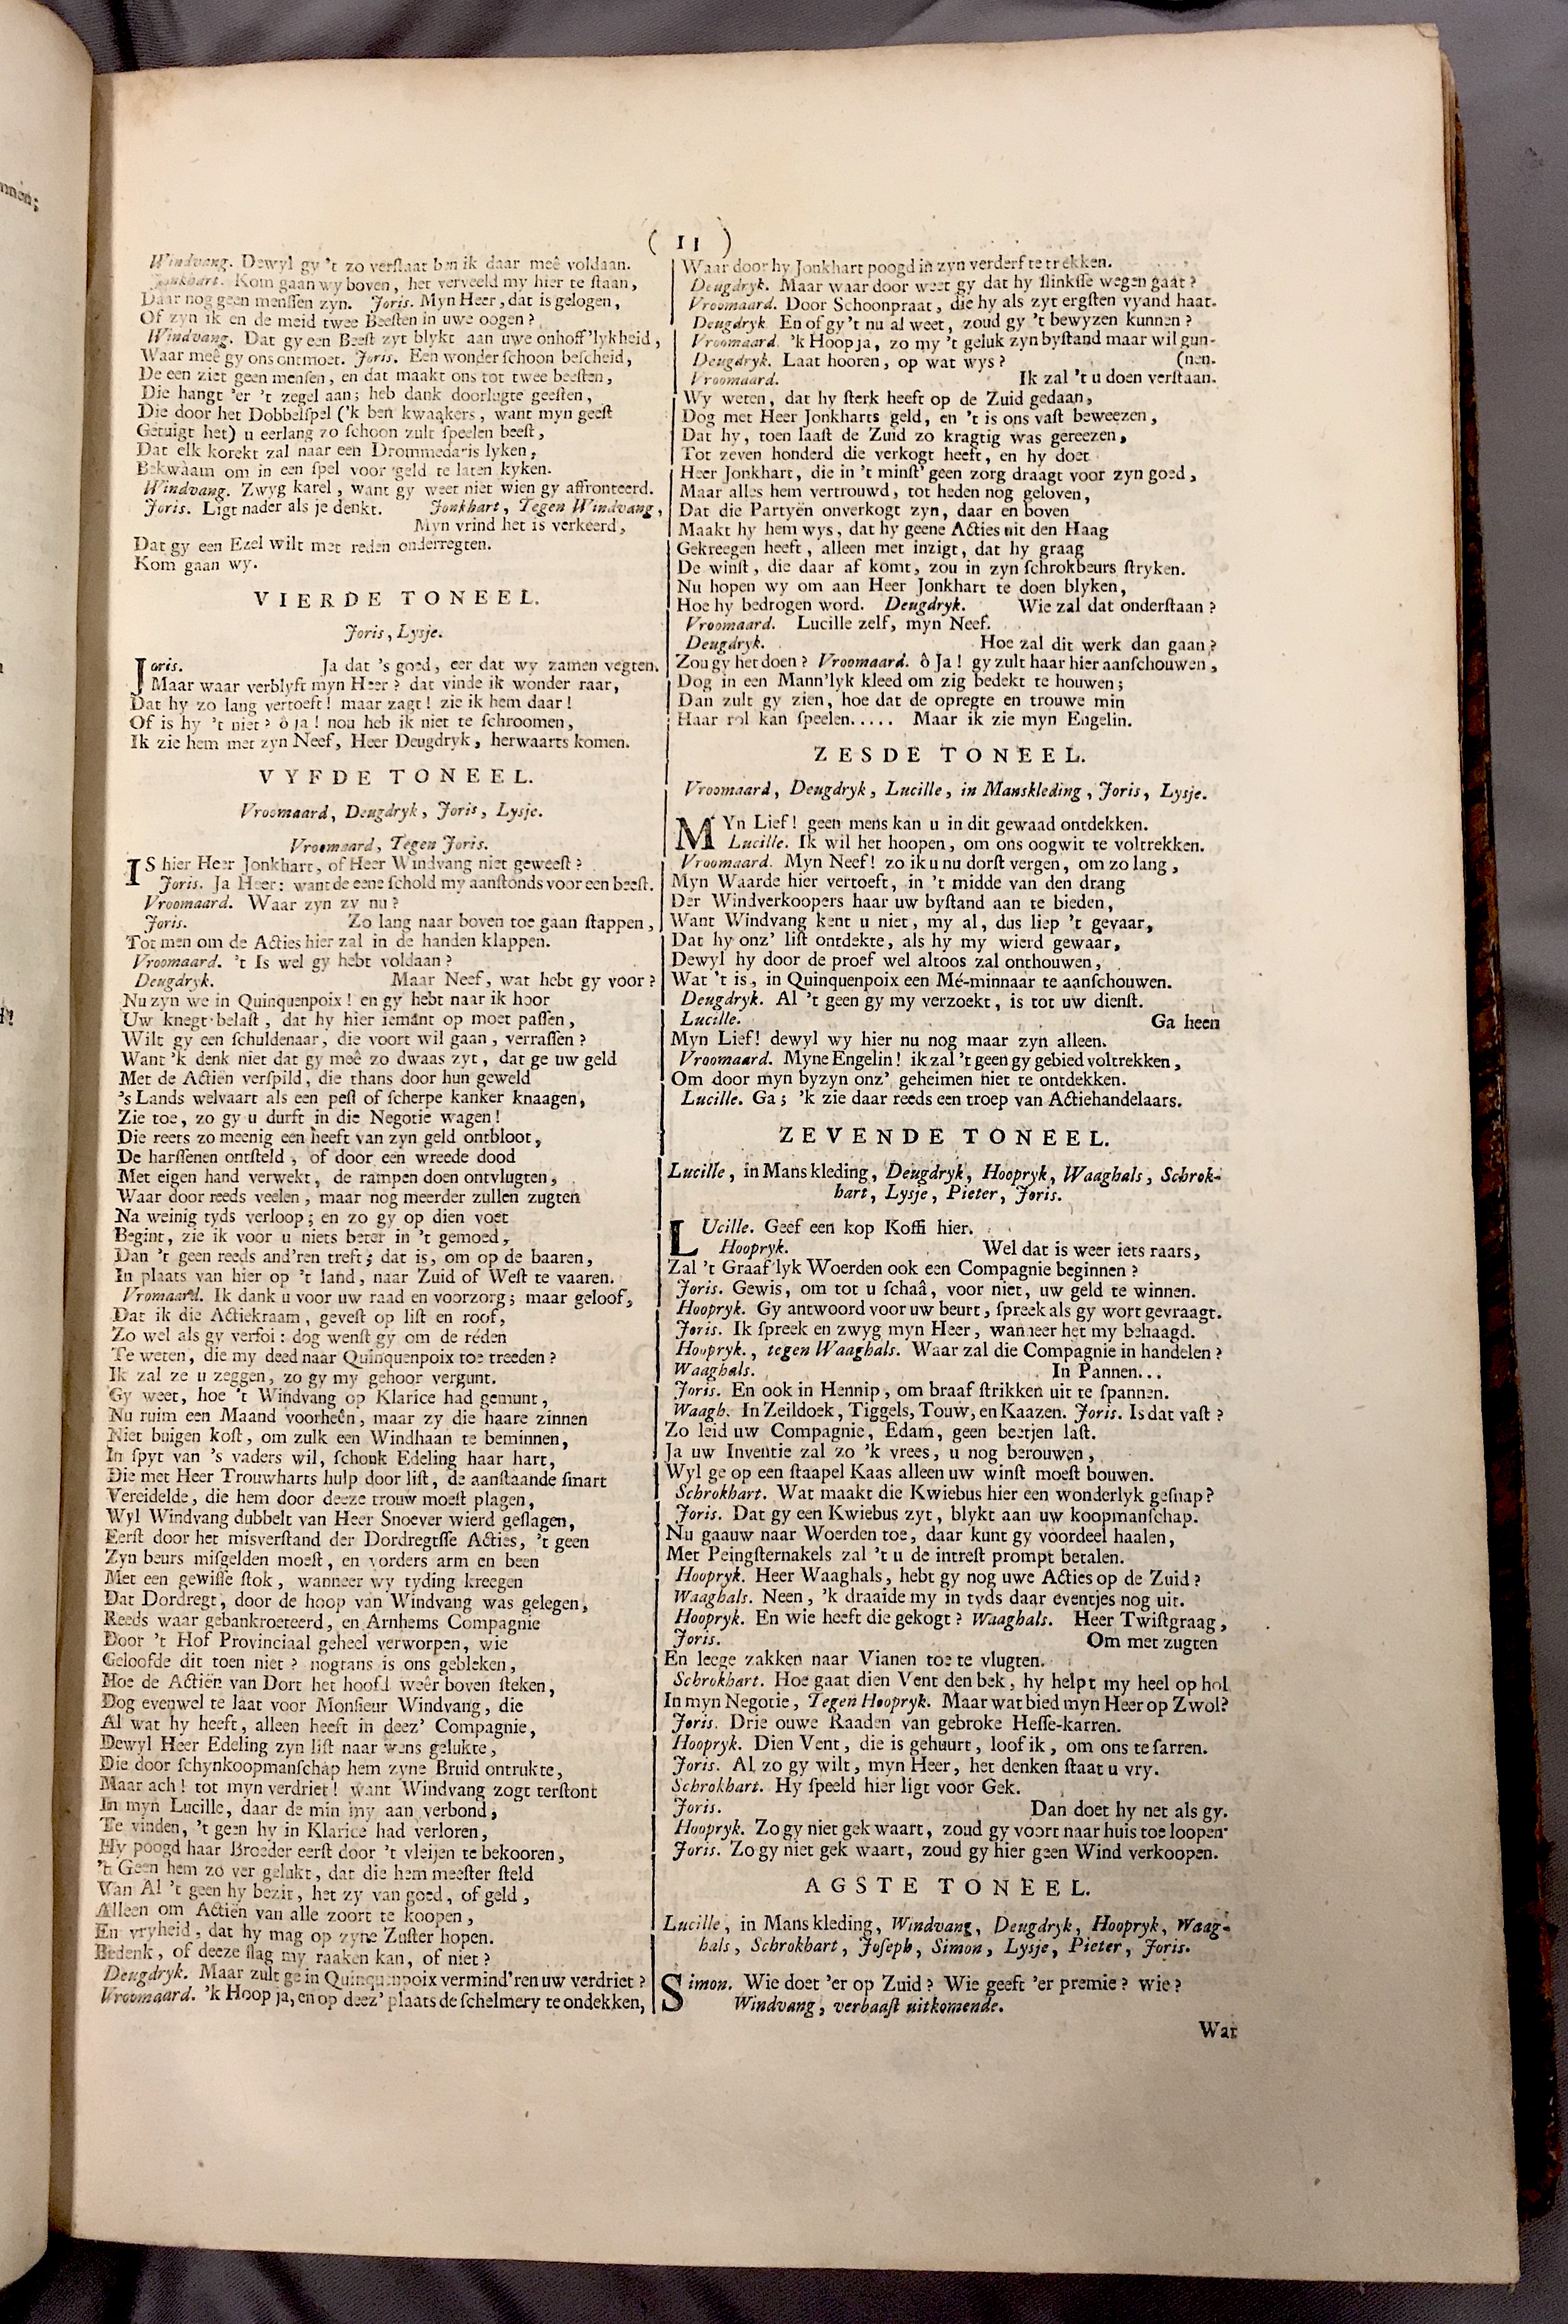 ( 11 )
Windvang. Dewyl gy 't zo verſtaat ben ik daar meê voldaan.
Jonkhart. Kom gaan wy boven, het verveeld my hier te ſtaan,
Daar nog geen menſſen zyn. Joris. Myn Heer, dat is gelogen,
Of zyn ik en de meid twee Beeſten in uwe oogen?
Windvang. Dat gy een Beeſt zyt blykt aan uwe onhoff'lykheid,
Waar meê gy ons ontmoet. Joris. Een wonder ſchoon beſcheid,
De een ziet geen menſen, en dat maakt ons tot twee beeſten,
Die hangt 'er 't zegel aan; heb dank doorlugte geeſten,
Die door het Dobbelſpel ('k ben kwaakers, want myn geeſt
Getuigt het) u eerlang zo ſchoon zult ſpeelen beeſt,
Dat elk korekt zal naar een Drommedaris lyken,
Bekwaam om in een ſpel voor geld te laten kyken.
Windvang. Zwyg karel, want gy weet niet wien gy affronteerd.
Joris. Ligt nader als je denkt. Jonkhart, Tegen Windvang,
Myn vrind het is verkeerd,
Dat gy een Ezel wilt met reden onderregten.
Kom gaan wy.
VIERDE TONEEL.
Joris, Lysje.
Joris. Ja dat 's goed, eer dat wy zamen vegten.
Maar waar verblyft myn Heer? dat vinde ik wonder raar,
Dat hy zo lang vertoeft! maar zagt! zie ik hem daar!
Of is hy 't niet? ô ja! nou heb ik niet te ſchroomen,
Ik zie hem met zyn Neef, Heer Deugdryk, herwaarts komen.
VYFDE TONEEL.
Vroomaard, Deugdryk, Joris, Lysje.
Vroomaard, Tegen Joris.
IS hier Heer Jonkhart, of Heer Windvang niet geweeſt?
Joris. Ja Heer: want de eene ſchold my aanſtonds voor een beeſt.
Vroomaard. Waar zyn zy nu?
Joris. Zo lang naar boven toe gaan ſtappen,
Tot men om de Acties hier zal in de handen klappen.
Vroomaard. 't Is wel gy hebt voldaan?
Deugdryk. Maar Neef, wat hebt gy voor?
Nu zyn we in Quinquenpoix! en gy hebt naar ik hoor
Uw knegt belaſt, dat hy hier iemant op moet paſſen,
Wilt gy een ſchuldenaar, die voort wil gaan, verraſſen?
Want 'k denk niet dat gy meê zo dwaas zyt, dat ge uw geld
Met de Actien verſpild, die thans door hun geweld
's Lands welvaart als een peſt of ſcherpe kanker knaagen,
Zie toe, zo gy u durft in die Negotie wagen!
Die reets zo meenig een heeft van zyn geld ontbloot,
De harſſenen ontſteld, of door een wreede dood
Met eigen hand verwekt, de rampen doen ontvlugten,
Waar door reeds veelen, maar nog meerder zullen zugten
Na weinig tyds verloop; en zo gy op dien voet
Begint, zie ik voor u niets beter in 't gemoed,
Dan 't geen reeds and'ren treft; dat is, om op de baaren,
In plaats van hier op 't land, naar Zuid of Weſt te vaaren.
Vromaard. Ik dank u voor uw raad en voorzorg; maar geloof,
Dat ik die Actiekraam, geveſt op liſt en roof,
Zo wel als gy verfoi: dog wenſt gy om de réden
Te weten, die my deed naar Quinquenpoix toe treeden?
Ik zal ze u zeggen, zo gy my gehoor vergunt.
Gy weet, hoe 't Windvang op Klarice had gemunt,
Nu ruim een Maand voorheên, maar zy die haare zinnen
Niet buigen koſt, om zulk een Windhaan te beminnen,
In ſpyt van 's vaders wil, ſchonk Edeling haar hart,
Die met Heer Trouwharts hulp door liſt, de aanſtaande ſmart
Vereidelde, die hem door deeze trouw moeſt plagen,
Wyl Windvang dubbelt van Heer Snoever wierd geſlagen,
Eerſt door het misverſtand der Dordregtſſe Acties, 't geen
Zyn beurs miſgelden moeſt, en vorders arm en been
Met een gewiſſe ſtok, wanneer wy tyding kreegen
Dat Dordregt, door de hoop van Windvang was gelegen,
Reeds waar gebankroeteerd, en Arnhems Compagnie
Door 't Hof Provinciaal geheel verworpen, wie
Geloofde dit toen niet? nogtans is ons gebleken,
Hoe de Actiën van Dort het hoofd weêr boven ſteken,
Dog evenwel te laat voor Monſieur Windvang, die
Al wat hy heeft, alleen heeft in deez' Compagnie,
Dewyl Heer Edeling zyn liſt naar wens gelukte,
Die door ſchynkoopmanſchap hem zyne Bruid ontrukte,
Maar ach! tot myn verdriet! want Windvang zogt terſtont
In myn Lucille, daar de min my aan verbond,
Te vinden, 't geen hy in Klarice had verloren,
Hy poogd haar Broeder eerſt door 't vleijen te bekooren,
't Geen hem zo ver gelukt, dat die hem meeſter ſteld
Van Al 't geen hy bezit, het zy van goed, of geld,
Alleen om Actien van alle zoort te koopen,
En vryheid, dat hy mag op zyne Zuſter hopen.
Bedenk, of deeze ſlag my raaken kan, of niet?
Deugdryk. Maar zult ge in Quinquenpoix vermind'ren uw verdriet?
Vroomaard. 'k Hoop ja, en op deez' plaats de ſchelmery te ondekken,
Waar door hy Jonkhart poogd in zyn verderf te trekken.
Deugdryk. Maar waar door weet gy dat hy ſlinkſſe wegen gaat?
Vroomaard. Door Schoonpraat, die hy als zyt ergſten vyand haat.
Deugdryk. En of gy't nu al weet, zoud gy 't bewyzen kunnen?
Vroomaard. 'k Hoop ja, zo my 't geluk zyn byſtand maar wil gun-
Deugdryk. Laat hooren, op wat wys? (nen.
Vroomaard. Ik zal 't u doen verſtaan.
Wy weten, dat hy ſterk heeft op de Zuid gedaan,
Dog met Heer Jonkharts geld, en 't is ons vaſt beweezen,
Dat hy, toen laaſt de Zuid zo kragtig was gereezen,
Tot zeven honderd die verkogt heeft, en hy doet
Heer Jonkhart, die in 't minſt' geen zorg draagt voor zyn goed,
Maar alles hem vertrouwd, tot heden nog geloven,
Dat die Partyën onverkogt zyn, daar en boven
Maakt hy hem wys, dat hy geene Acties uit den Haag
Gekreegen heeft, alleen met inzigt, dat hy graag
De winſt, die daar af komt, zou in zyn ſchrokbeurs ſtryken.
Nu hopen wy om aan Heer Jonkhart te doen blyken,
Hoe hy bedrogen word. Deugdryk. Wie zal dat onderſtaan?
Vroomaard. Lucille zelf, myn Neef.
Deugdryk. Hoe zal dit werk dan gaan?
Zou gy het doen? Vroomaard. ô Ja! gy zult haar hier aanſchouwen,
Dog in een Mann'lyk kleed om zig bedekt te houwen;
Dan zult gy zien, hoe dat de opregte en trouwe min
Haar rol kan ſpeelen..... Maar ik zie myn Engelin.
ZESDE TONEEL.
Vroomaard, Deugdryk, Lucille, in Manskleding, Joris, Lysje.
MYn Lief! geen mens kan u in dit gewaad ontdekken.
Lucille. Ik wil het hoopen, om ons oogwit te voltrekken.
Vroomaard. Myn Neef! zo ik u nu dorſt vergen, om zo lang,
Myn Waarde hier vertoeft, in 't midde van den drang
Der Windverkoopers haar uw byſtand aan te bieden,
Want Windvang kent u niet, my al, dus liep 't gevaar,
Dat hy onz' liſt ontdekte, als hy my wierd gewaar,
Dewyl hy door de proef wel altoos zal onthouwen,
Wat 't is, in Quinquenpoix een Mé-minnaar te aanſchouwen.
Deugdryk. Al 't geen gy my verzoekt, is tot uw dienſt.
Lucille. Ga heen
Myn Lief! dewyl wy hier nu nog maar zyn alleen.
Vroomaard. Myne Engelin! ik zal 't geen gy gebied voltrekken,
Om door myn byzyn onz' geheimen niet te ontdekken.
Lucille. Ga; 'k zie daar reeds een troep van Actiehandelaars.
ZEVENDE TONEEL.
Lucille, in Manskleding, Deugdryk, Hoopryk, Waaghals, Schrok-
hart, Lysje, Pieter, Joris.
LUcille. Geef een kop Koffi hier.
Hoopryk. Wel dat is weer iets raars,
Zal 't Graaf'lyk Woerden ook een Compagnie beginnen?
Joris. Gewis, om tot u ſchaâ, voor niet, uw geld te winnen.
Hoopryk. Gy antwoord voor uw beurt, ſpreek als gy wort gevraagt.
Joris. Ik ſpreek en zwyg myn Heer, wanneer het my behaagd.
Hoopryk., tegen Waaghals. Waar zal die Compagnie in handelen?
Waaghals. In Pannen...
Joris. En ook in Hennip, om braaf ſtrikken uit te ſpannen.
Waagh. In Zeildoek, Tiggels, Touw, en Kaazen. Joris. Is dat vaſt?
Zo leid uw Compagnie, Edam, geen beetjen laſt.
Ja uw Inventie zal zo 'k vrees, u nog berouwen,
Wyl ge op een ſtaapel Kaas alleen uw winſt moeſt bouwen.
Schrokhart. Wat maakt die Kwiebus hier een wonderlyk geſnap?
Joris. Dat gy een Kwiebus zyt, blykt aan uw koopmanſchap.
Nu gaauw naar Woerden toe, daar kunt gy voordeel haalen,
Met Peingſternakels zal 't u de intreſt prompt betalen.
Hoopryk. Heer Waaghals, hebt gy nog uwe Acties op de Zuid?
Waaghals. Neen, 'k draaide my in tyds daar eventjes nog uit.
Hoopryk. En wie heeft die gekogt? Waaghals. Heer Twiſtgraag,
Joris. Om met zugten
En leege zakken naar Vianen toe te vlugten.
Schrokhart. Hoe gaat dien Vent den bek, hy helpt my heel op hol
In myn Negotie, Tegen Hoopryk. Maar wat bied myn Heer op Zwol?
Joris. Drie ouwe Raaden van gebroke Heſſe-karren.
Hoopryk. Dien Vent, die is gehuurt, loof ik, om ons te ſarren.
Joris. Al zo gy wilt, myn Heer, het denken ſtaat u vry.
Schrokhart. Hy ſpeeld hier ligt voor Gek.
Joris. Dan doet hy net als gy.
Hoopryk. Zo gy niet gek waart, zoud gy voort naar huis toe loopen.
Joris. Zo gy niet gek waart, zoud gy hier geen Wind verkoopen.
AGSTE TONEEL.
Lucille, in Manskleding, Windvang, Deugdryk, Hoopryk, Waag-
hals, Schrokhart, Joſeph, Simon, Lysje, Pieter, Joris.
Simon. Wie doet 'er op Zuid? Wie geeft 'er premie? wie?
Windvang, verbaaſt uitkomende.
War